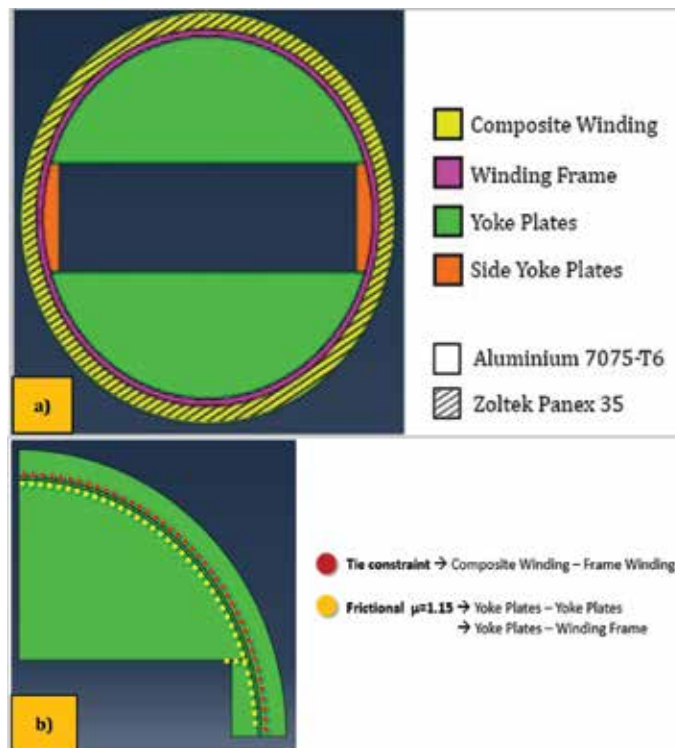 Composite Winding
Winding Frame
Yoke Plates
Side Yoke Plates
Aluminium 7075-T6
Zoltek Panex 35
a)
Tie constraint → Composite Winding – Frame Winding
Frictional μ=1.15 → Yoke Plates – Yoke Plates
→ Yoke Plates – Winding Frame
b)